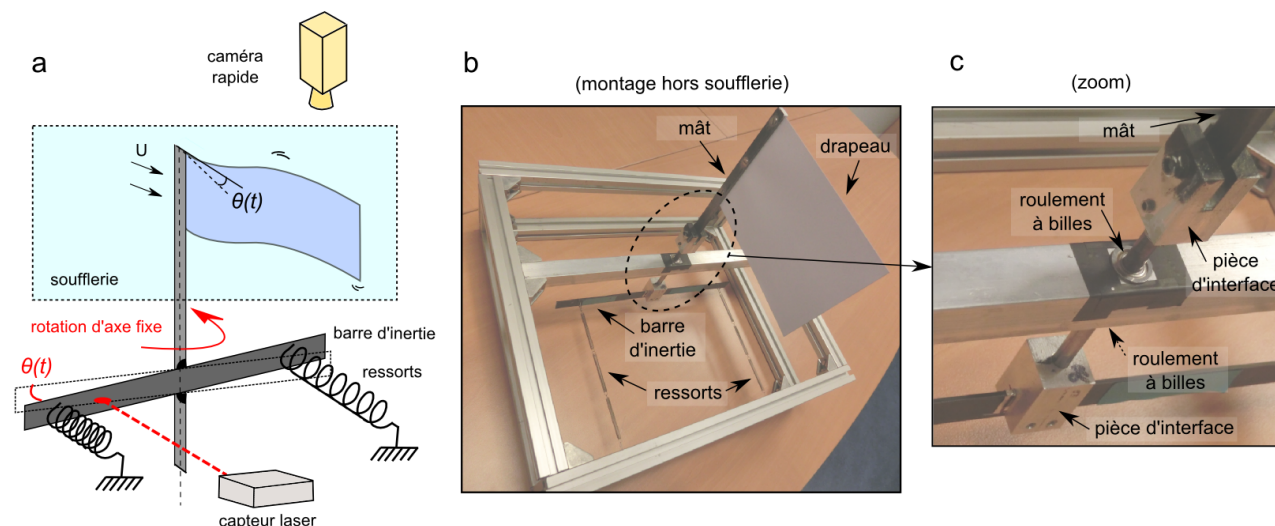 a
caméra
rapide
U
θ(t)
soufflerie
rotation d'axe fixe
barre d'inertie
θ(t)
ressorts
capteur laser
b
(montage hors soufflerie)
mât
drapeau
barre
d'inertie
ressorts
c
(zoom)
mât
roulement
à billes
pièce
d'interface
roulement
à billes
pièce d'interface